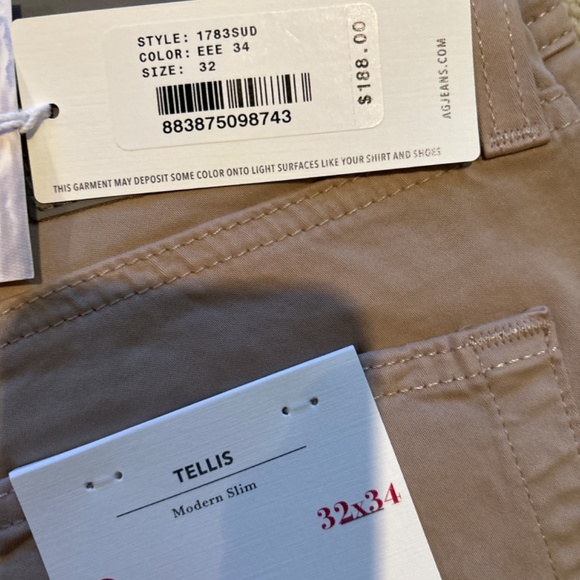 STYLE: 1783SUD
COLOR: EEE 34
SIZE: 32
883875098743
$188.00
AGJEANS.COM
THIS GARMENT MAY DEPOSIT SOME COLOR ONTO LIGHT SURFACES LIKE YOUR SHIRT AND SHOES
TELLIS
Modern Slim
32x34